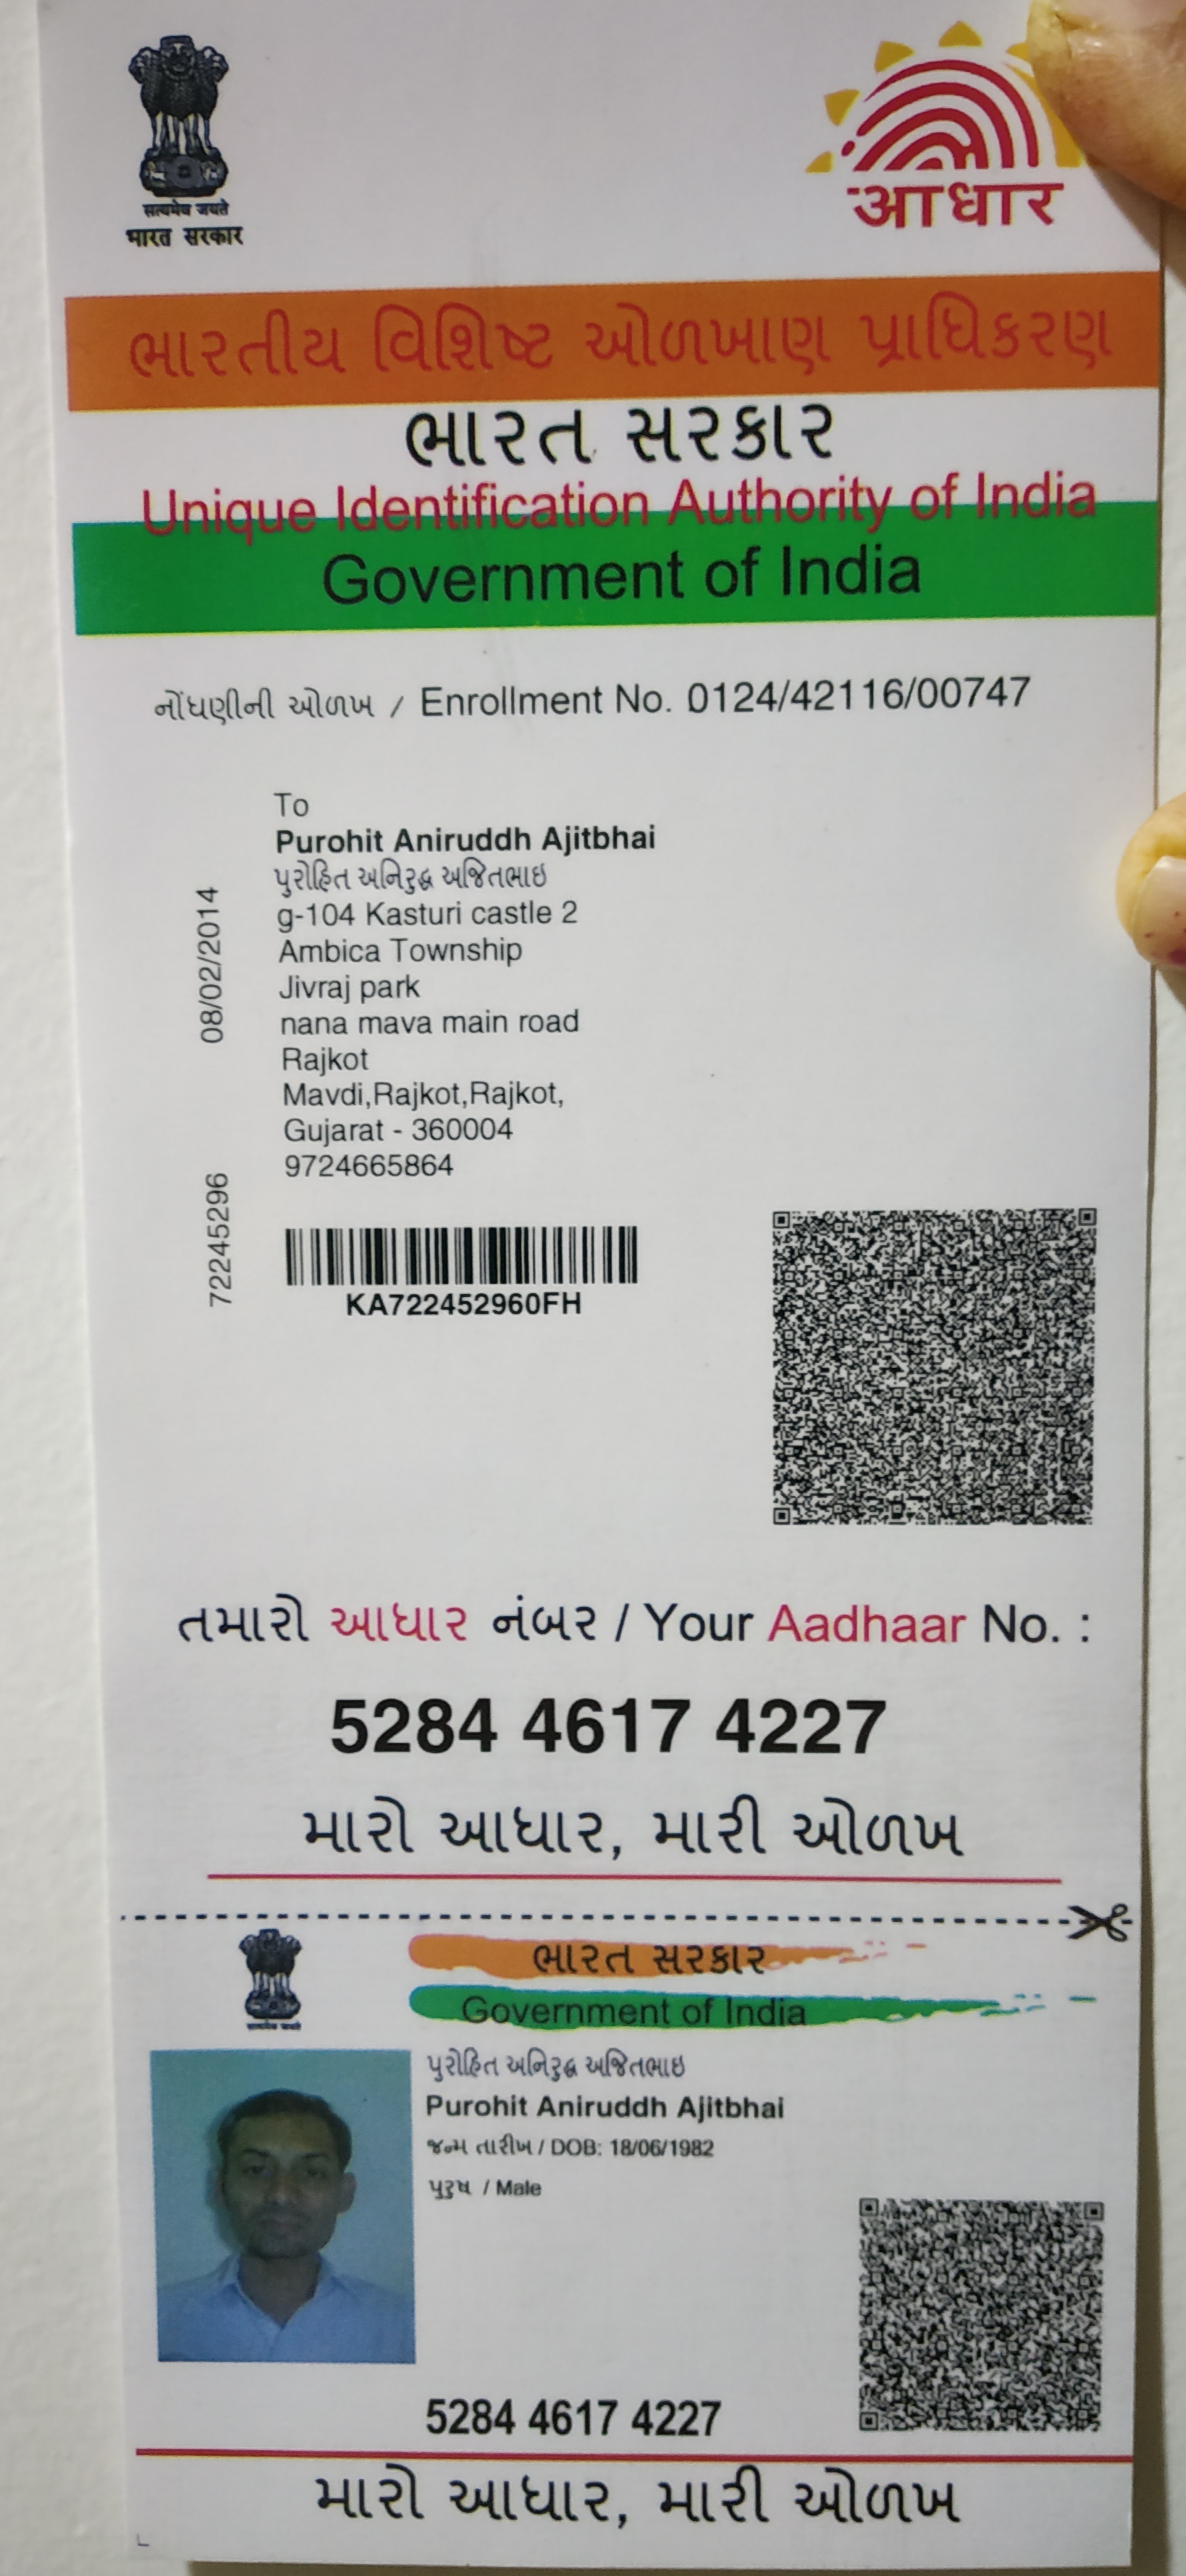 सत्यमेव जयते
भारत सरकार
आधार
ભારતીય વિશિષ્ટ ઓળખાણ પ્રાધિકરણ
ભારત સરકાર
Unique Identification Authority of India
Government of India
નોંધણીની ઓળખ / Enrollment No. 0124/42116/00747
To
Purohit Aniruddh Ajitbhai
પુરોહિત અનિરુદ્ધ અજિતભાઇ
g-104 Kasturi castle 2
Ambica Township
Jivraj park
nana mava main road
Rajkot
Mavdi,Rajkot,Rajkot,
Gujarat - 360004
9724665864
08/02/2014
72245296
KA722452960FH
તમારો આધાર નંબર / Your Aadhaar No. :
5284 4617 4227
મારો આધાર, મારી ઓળખ
ભારત સરકાર
Government of India
सत्यमेव जयते
પુરોહિત અનિરુદ્ધ અજિતભાઇ
Purohit Aniruddh Ajitbhai
જન્મ તારીખ / DOB: 18/06/1982
પુરુષ / Male
5284 4617 4227
મારો આધાર, મારી ઓળખ